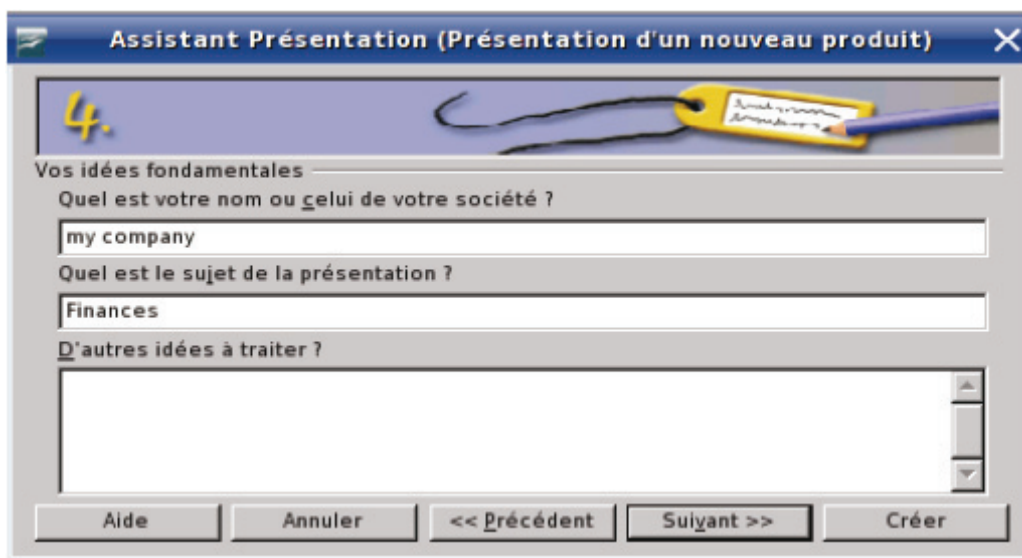 Assistant Présentation (Présentation d'un nouveau produit)
4.
Vos idées fondamentales
Quel est votre nom ou celui de votre société ?
my company
Quel est le sujet de la présentation ?
Finances
D'autres idées à traiter ?
Aide Annuler << Précédent Suivant >> Créer